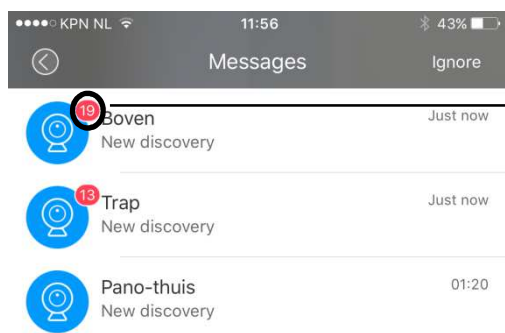 KPN NL 11:56 43%
Messages Ignore
19 Boven Just now
New discovery
13 Trap Just now
New discovery
Pano-thuis 01:20
New discovery